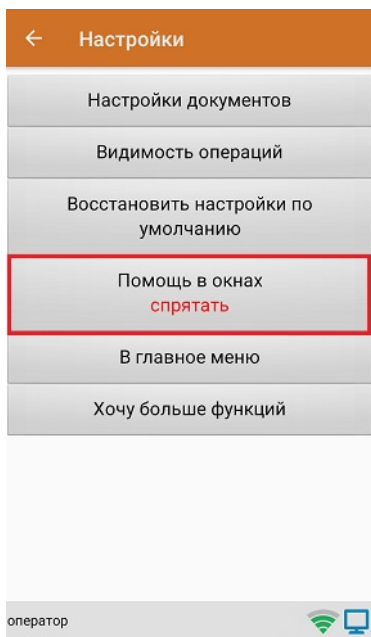 Настройки
Настройки документов
Видимость операций
Восстановить настройки по
умолчанию
Помощь в окнах
спрятать
В главное меню
Хочу больше функций
оператор